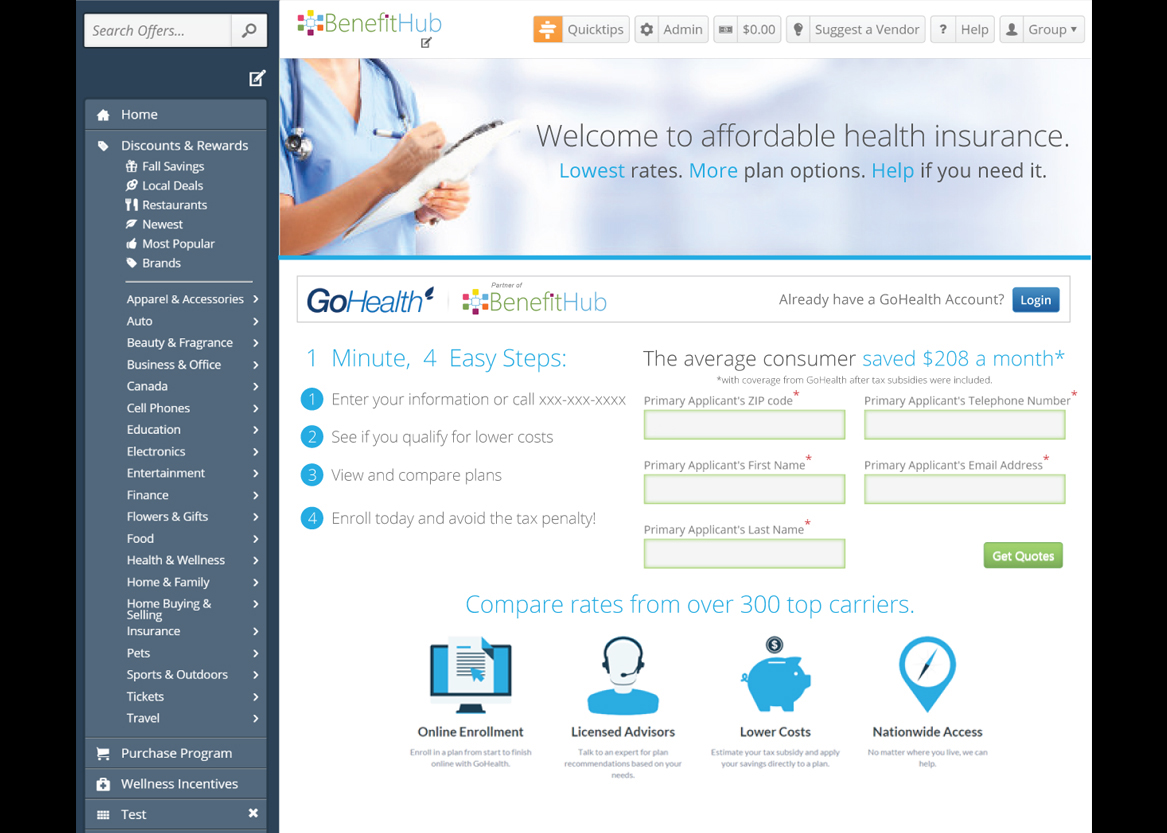 Search Offers...
Home
Discounts & Rewards
Fall Savings
Local Deals
Restaurants
Newest
Most Popular
Brands
Apparel & Accessories
Auto
Beauty & Fragrance
Business & Office
Canada
Cell Phones
Education
Electronics
Entertainment
Finance
Flowers & Gifts
Food
Health & Wellness
Home & Family
Home Buying &
Selling
Insurance
Pets
Sports & Outdoors
Tickets
Travel
Purchase Program
Wellness Incentives
Test
BenefitHub
Quicktips
Admin
$0.00
Suggest a Vendor
? Help
Group
Welcome to affordable health insurance.
Lowest rates. More plan options. Help if you need it.
GoHealth
Partner of
BenefitHub
Already have a GoHealth Account? Login
1 Minute, 4 Easy Steps:
1 Enter your information or call xxx-xxx-xxxx
2 See if you qualify for lower costs
3 View and compare plans
4 Enroll today and avoid the tax penalty!
The average consumer saved $208 a month*
*with coverage from GoHealth after tax subsidies were included.
Primary Applicant's ZIP code*
Primary Applicant's Telephone Number*
Primary Applicant's First Name*
Primary Applicant's Email Address*
Primary Applicant's Last Name*
Get Quotes
Compare rates from over 300 top carriers.
Online Enrollment
Enroll in a plan from start to finish
online with GoHealth.
Licensed Advisors
Talk to an expert for plan
recommendations based on your
needs.
$
Lower Costs
Estimate your tax subsidy and apply
your savings directly to a plan.
Nationwide Access
No matter where you live, we can
help.